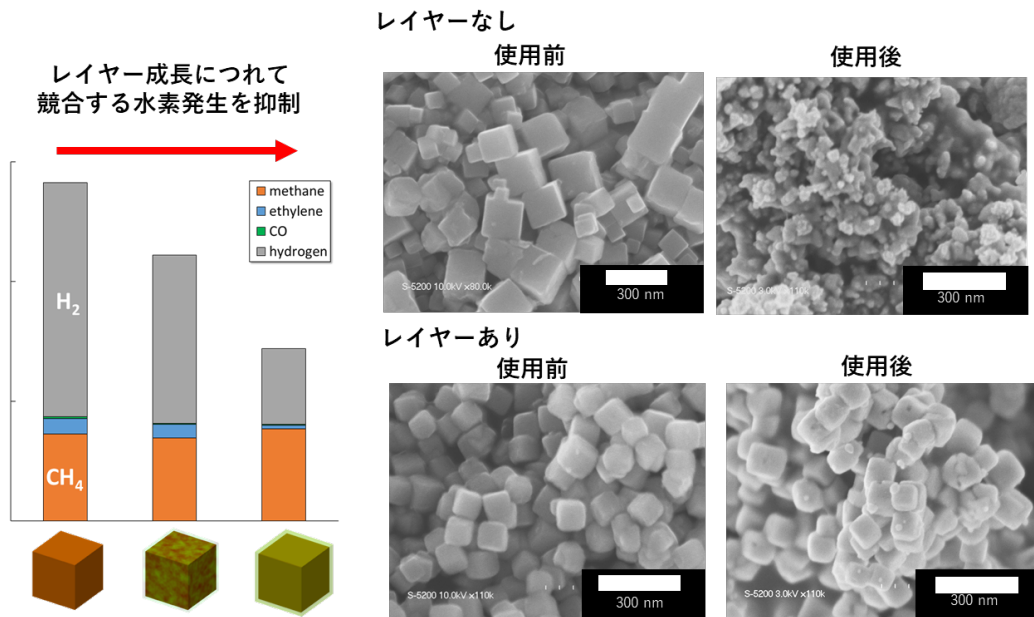 レイヤー成長につれて
競合する水素発生を抑制
methane
ethylene
CO
hydrogen
H2
CH4
レイヤーなし
使用前
S-5200 10.0kV x80.0k
300 nm
使用後
300 nm
レイヤーあり
使用前
S-5200 10.0kV x110k
300 nm
使用後
S-5200 3.0kV x110k
300 nm